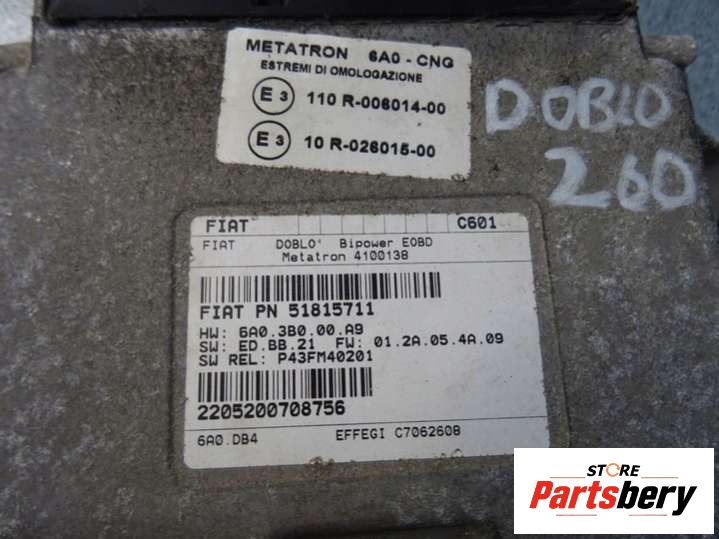 METATRON 6A0 - CNG
ESTREMI DI OMOLOGAZIONE
E 3 110 R-006014-00
E 3 10 R-026015-00
DOBLO
260
FIAT C601
FIAT DOBLO' Bipower EOBD
Metatron 4100138
FIAT PN 51815711
HW: 6A0.3B0.00.A9
SW: ED.BB.21 FW: 01.2A.05.4A.09
SW REL: P43FM40201
2205200708756
6A0.DB4 EFFEGI C7062608
STORE
Partsbery